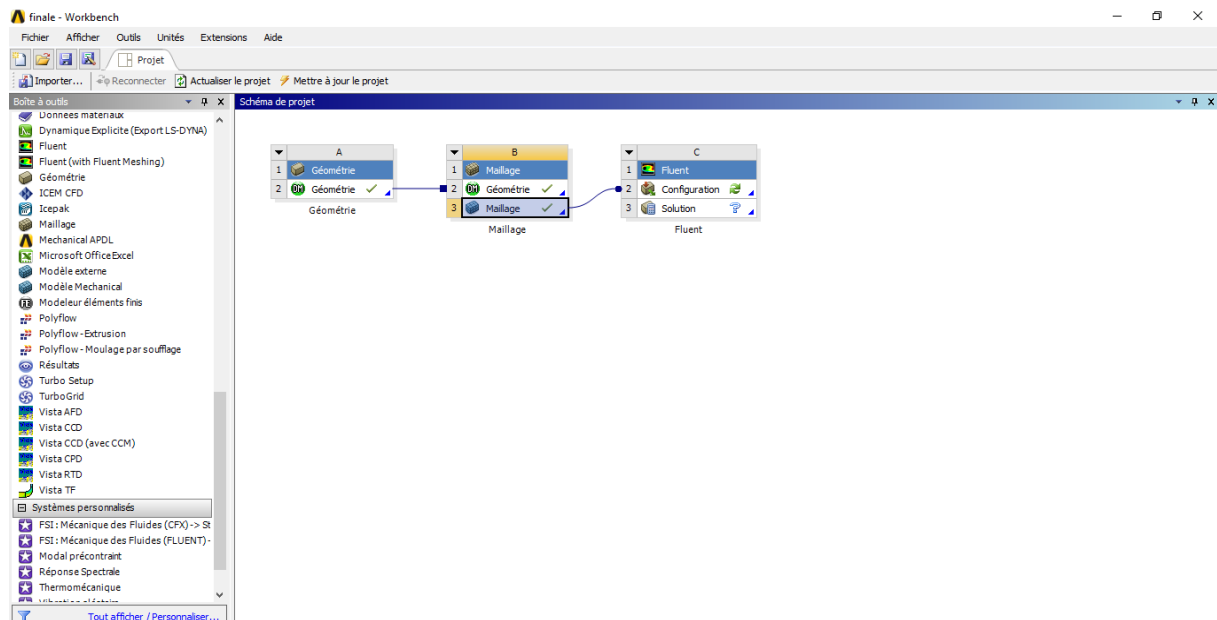 finale - Workbench
Fichier Afficher Outils Unités Extensions Aide
Projet
Importer... Reconnecter Actualiser le projet Mettre à jour le projet
Boîte à outils
Schéma de projet
Données matériaux
Dynamique Explicite (Export LS-DYNA)
Fluent
Fluent (with Fluent Meshing)
Géométrie
ICEM CFD
Icepak
Maillage
Mechanical APDL
Microsoft Office Excel
Modèle externe
Modèle Mechanical
Modeleur éléments finis
Polyflow
Polyflow - Extrusion
Polyflow - Moulage par soufflage
Résultats
Turbo Setup
TurboGrid
Vista AFD
Vista CCD
Vista CCD (avec CCM)
Vista CPD
Vista RTD
Vista TF
Systèmes personnalisés
FSI : Mécanique des Fluides (CFX) -> St
FSI : Mécanique des Fluides (FLUENT) -
Modal précontraint
Réponse Spectrale
Thermomécanique
Tout afficher / Personnaliser...
A
1 Géométrie
2 DM Géométrie
Géométrie
B
1 Maillage
2 DM Géométrie
3 Maillage
Maillage
C
1 Fluent
2 Configuration
3 Solution
Fluent